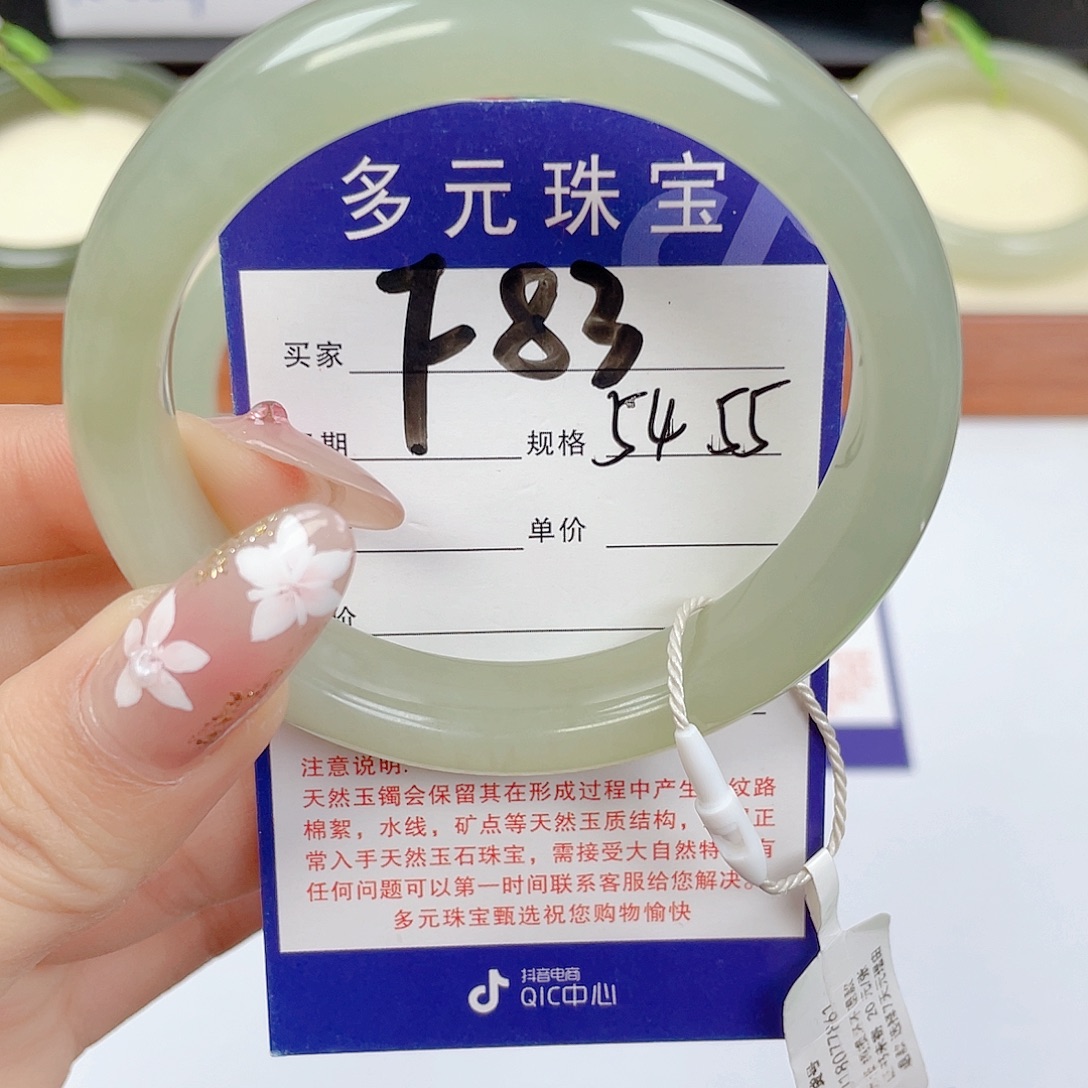 多元珠宝
买家 783
期 规格 54 55
单价
价
注意说明:
天然玉镯会保留其在形成过程中产生 纹路
棉絮，水线，矿点等天然玉质结构， 正
常入手天然玉石珠宝，需接受大自然特 有
任何问题可以第一时间联系客服给您解决。
多元珠宝甄选祝您购物愉快
抖音电商
QIC中心